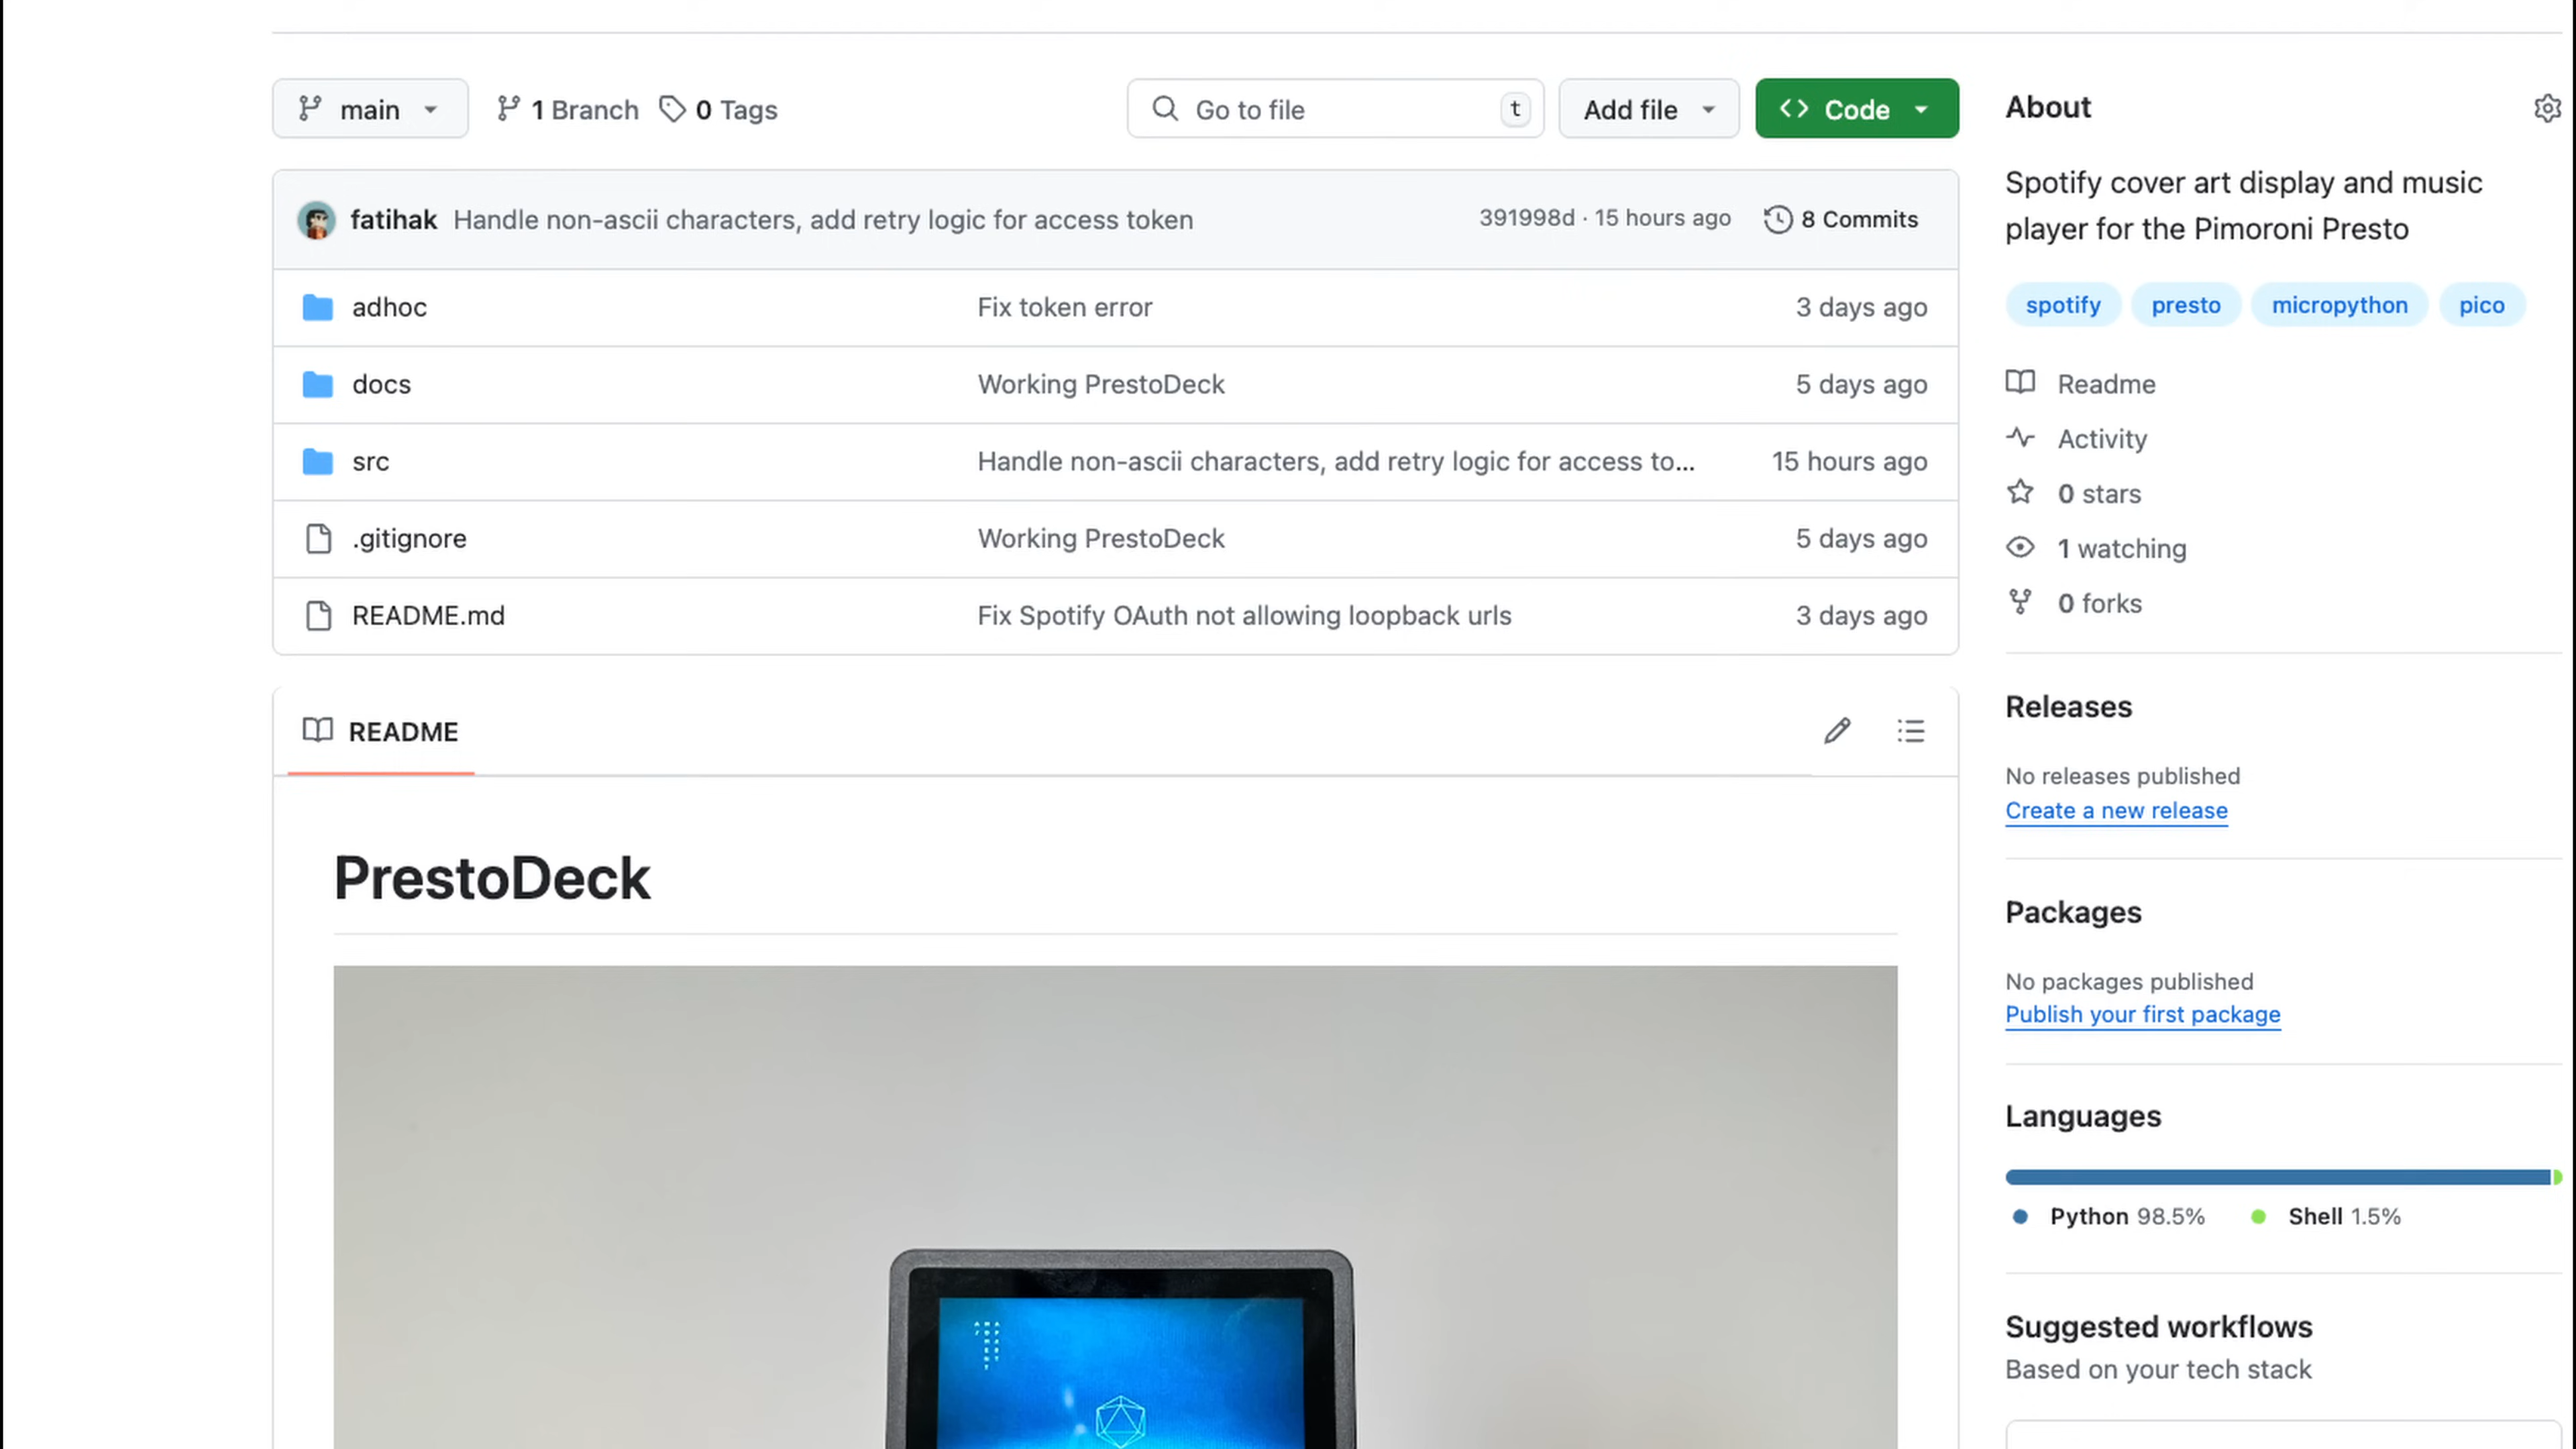 main
1 Branch
0 Tags
Go to file
t
Add file
Code
fatihak Handle non-ascii characters, add retry logic for access token
391998d · 15 hours ago
8 Commits
adhoc
Fix token error
3 days ago
docs
Working PrestoDeck
5 days ago
src
Handle non-ascii characters, add retry logic for access to...
15 hours ago
.gitignore
Working PrestoDeck
5 days ago
README.md
Fix Spotify OAuth not allowing loopback urls
3 days ago
README
PrestoDeck
About
Spotify cover art display and music
player for the Pimoroni Presto
spotify
presto
micropython
pico
Readme
Activity
0 stars
1 watching
0 forks
Releases
No releases published
Create a new release
Packages
No packages published
Publish your first package
Languages
Python 98.5%
Shell 1.5%
Suggested workflows
Based on your tech stack